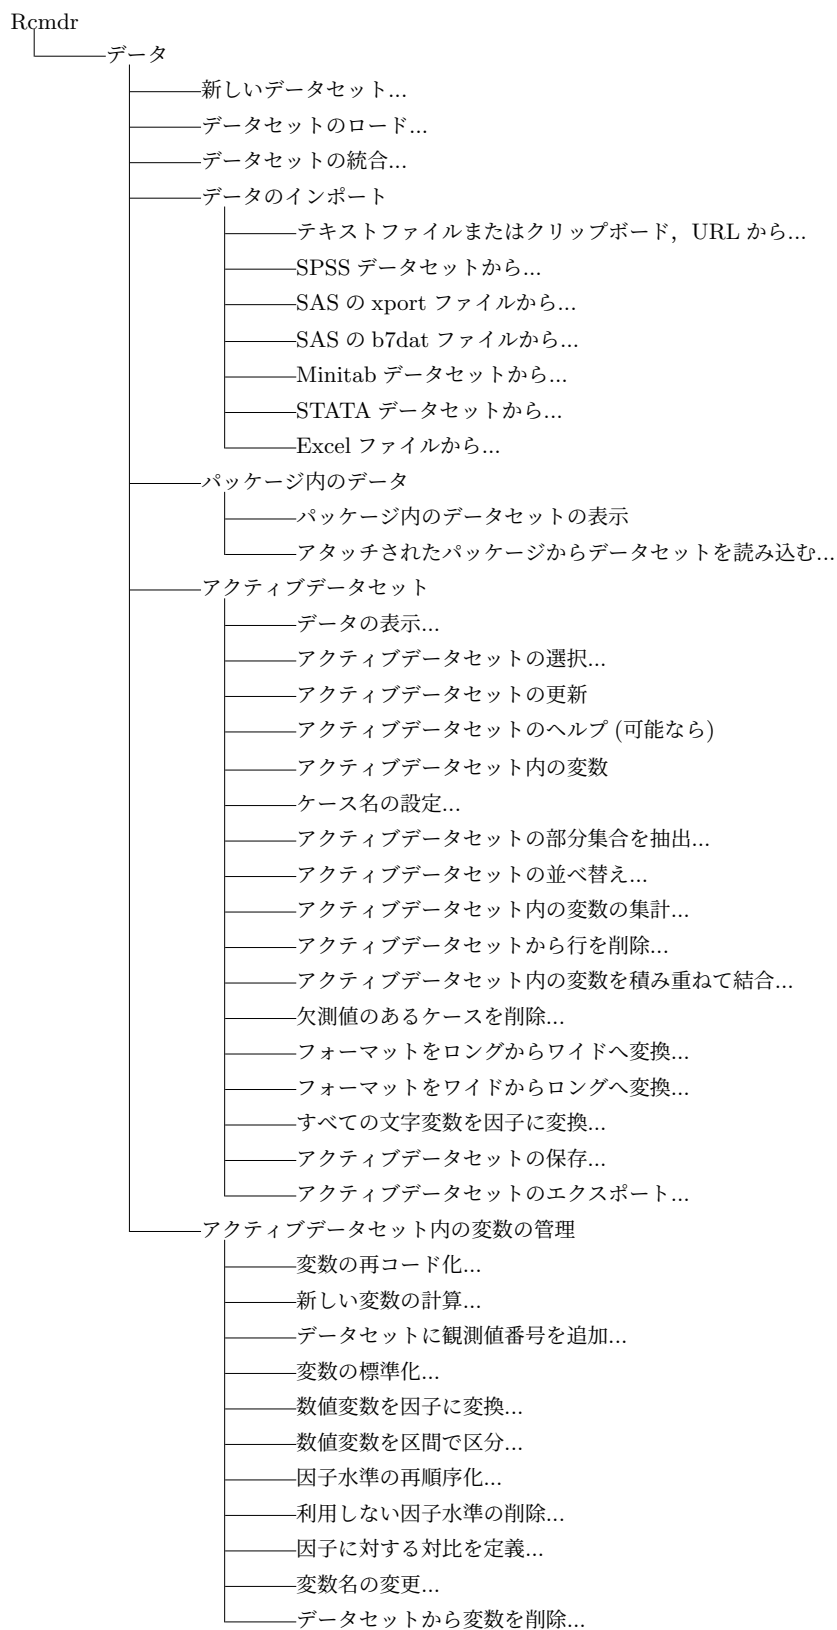 Rcmdr
データ
新しいデータセット...
データセットのロード...
データセットの統合...
データのインポート
テキストファイルまたはクリップボード，URL から...
SPSS データセットから...
SAS の xport ファイルから...
SAS の b7dat ファイルから...
Minitab データセットから...
STATA データセットから...
Excel ファイルから...
パッケージ内のデータ
パッケージ内のデータセットの表示
アタッチされたパッケージからデータセットを読み込む...
アクティブデータセット
データの表示...
アクティブデータセットの選択...
アクティブデータセットの更新
アクティブデータセットのヘルプ (可能なら)
アクティブデータセット内の変数
ケース名の設定...
アクティブデータセットの部分集合を抽出...
アクティブデータセットの並べ替え...
アクティブデータセット内の変数の集計...
アクティブデータセットから行を削除...
アクティブデータセット内の変数を積み重ねて結合...
欠測値のあるケースを削除...
フォーマットをロングからワイドへ変換...
フォーマットをワイドからロングへ変換...
すべての文字変数を因子に変換...
アクティブデータセットの保存...
アクティブデータセットのエクスポート...
アクティブデータセット内の変数の管理
変数の再コード化...
新しい変数の計算...
データセットに観測値番号を追加...
変数の標準化...
数値変数を因子に変換...
数値変数を区間で区分...
因子水準の再順序化...
利用しない因子水準の削除...
因子に対する対比を定義...
変数名の変更...
データセットから変数を削除...